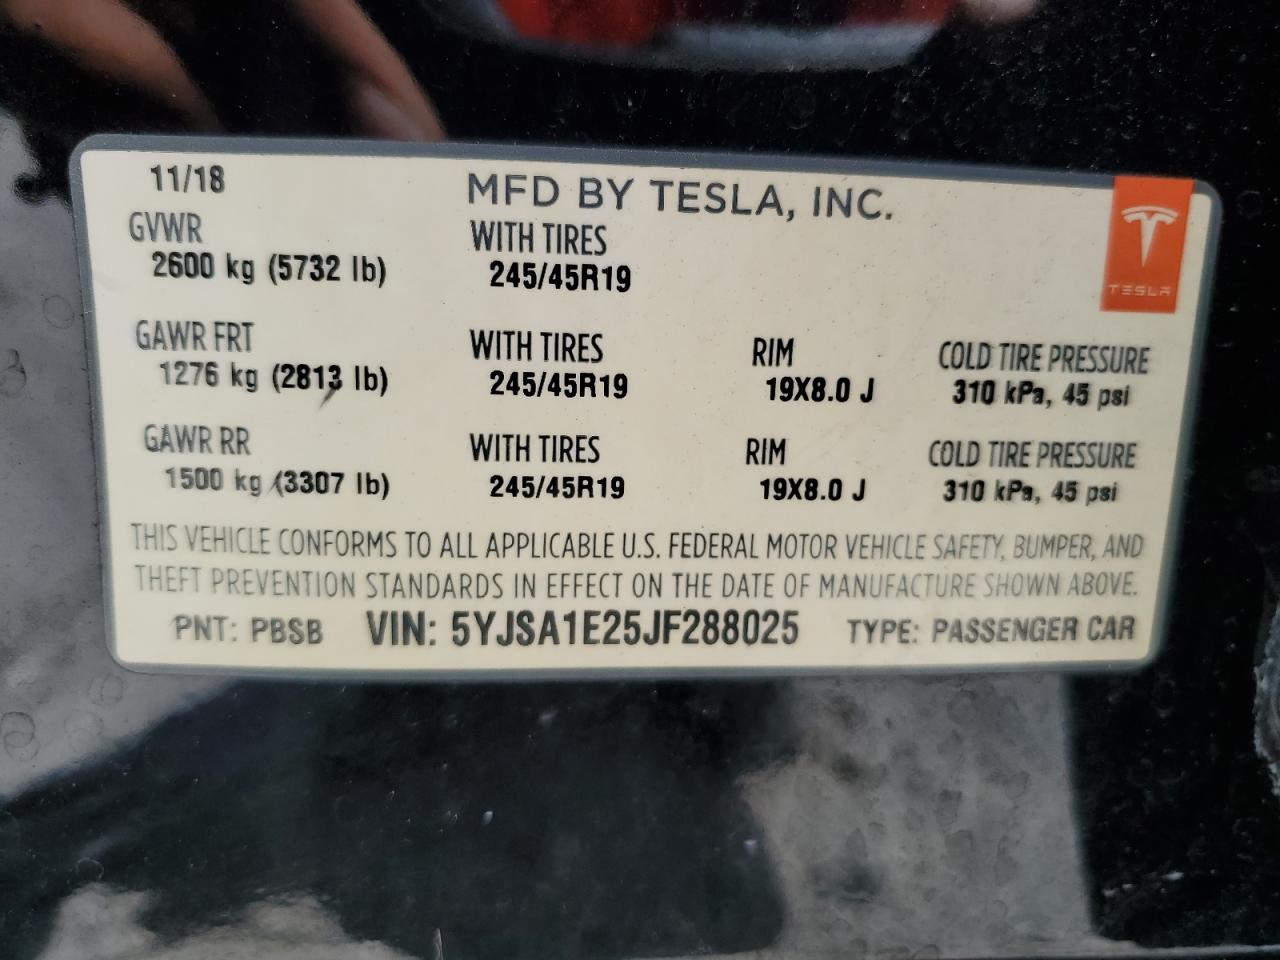 11/18 MFD BY TESLA, INC.
GVWR WITH TIRES
2600 kg (5732 lb) 245/45R19
TESLA
GAWR FRT WITH TIRES RIM COLD TIRE PRESSURE
1276 kg (2813 lb) 245/45R19 19X8.0 J 310 kPa, 45 psi
GAWR RR WITH TIRES RIM COLD TIRE PRESSURE
1500 kg (3307 lb) 245/45R19 19X8.0 J 310 kPa, 45 psi
THIS VEHICLE CONFORMS TO ALL APPLICABLE U.S. FEDERAL MOTOR VEHICLE SAFETY, BUMPER, AND
THEFT PREVENTION STANDARDS IN EFFECT ON THE DATE OF MANUFACTURE SHOWN ABOVE.
PNT: PBSB VIN: 5YJSA1E25JF288025 TYPE: PASSENGER CAR